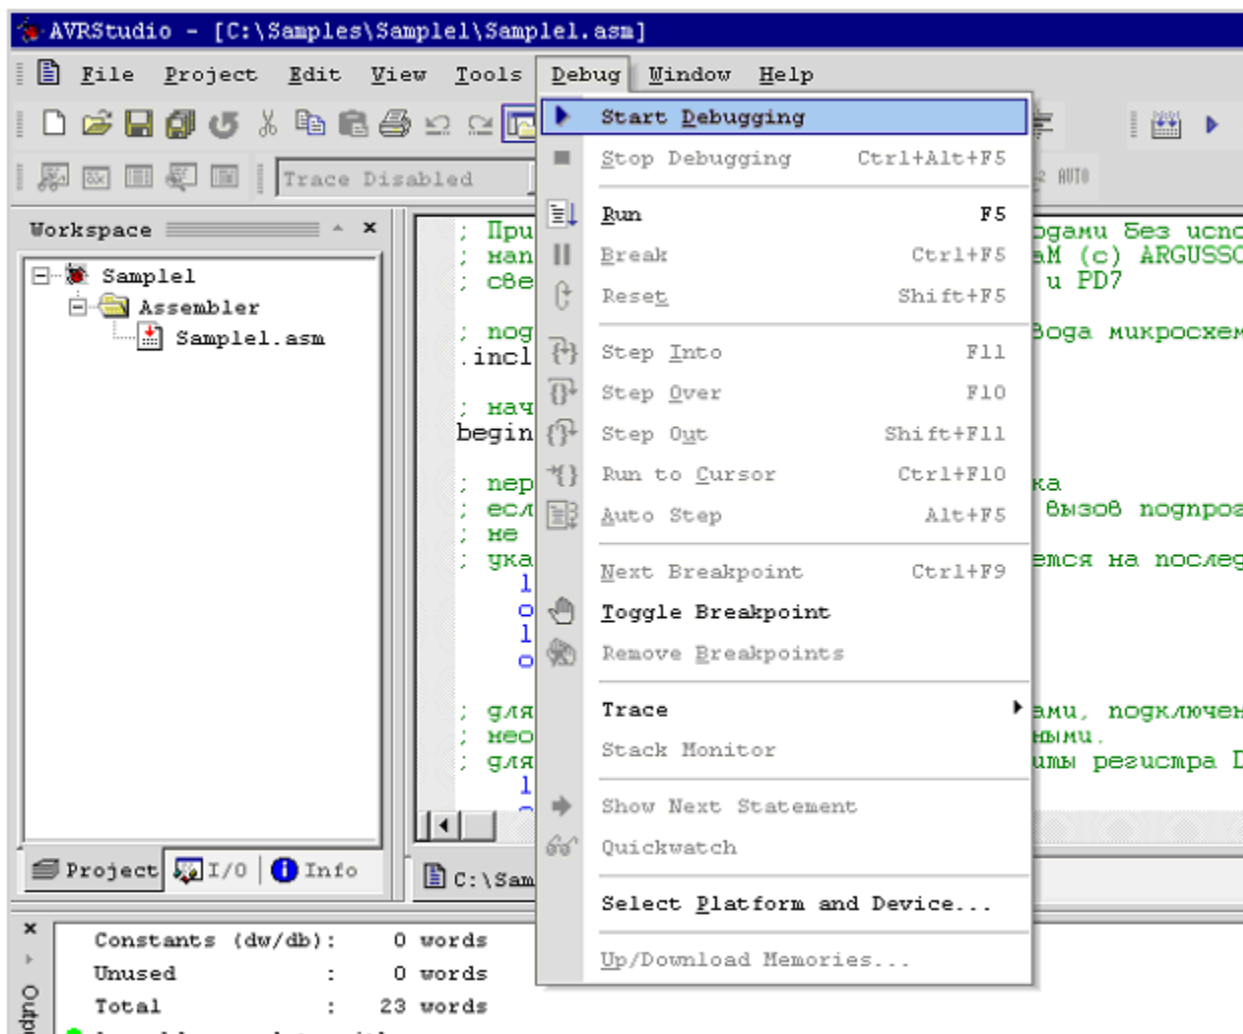 AVRStudio - [C:\Samples\Sample1\Sample1.asm]
File Project Edit View Tools Debug Window Help
Start Debugging
Stop Debugging Ctrl+Alt+F5
Trace Disabled
AUTO
Run F5
Break Ctrl+F5
Reset Shift+F5
Step Into F11
Step Over F10
Step Out Shift+F11
Run to Cursor Ctrl+F10
Auto Step Alt+F5
Next Breakpoint Ctrl+F9
Toggle Breakpoint
Remove Breakpoints
Trace
Stack Monitor
Show Next Statement
Quickwatch
Select Platform and Device...
Up/Download Memories...
Workspace
Sample1
Assembler
Sample1.asm
Project I/O Info
; При одами без испо
; нап аМ (c) ARGUSSO
; све и PD7
; под вода микросхем
.incl
; нач
begin
; пер ка
; есл вызов подпрог
; не
; ука ется на послед
l
o
l
o
; для ами, подключен
; нео ными.
; для иты регистра D
l
C:\Sam
Constants (dw/db): 0 words
Unused : 0 words
Total : 23 words
Outpu